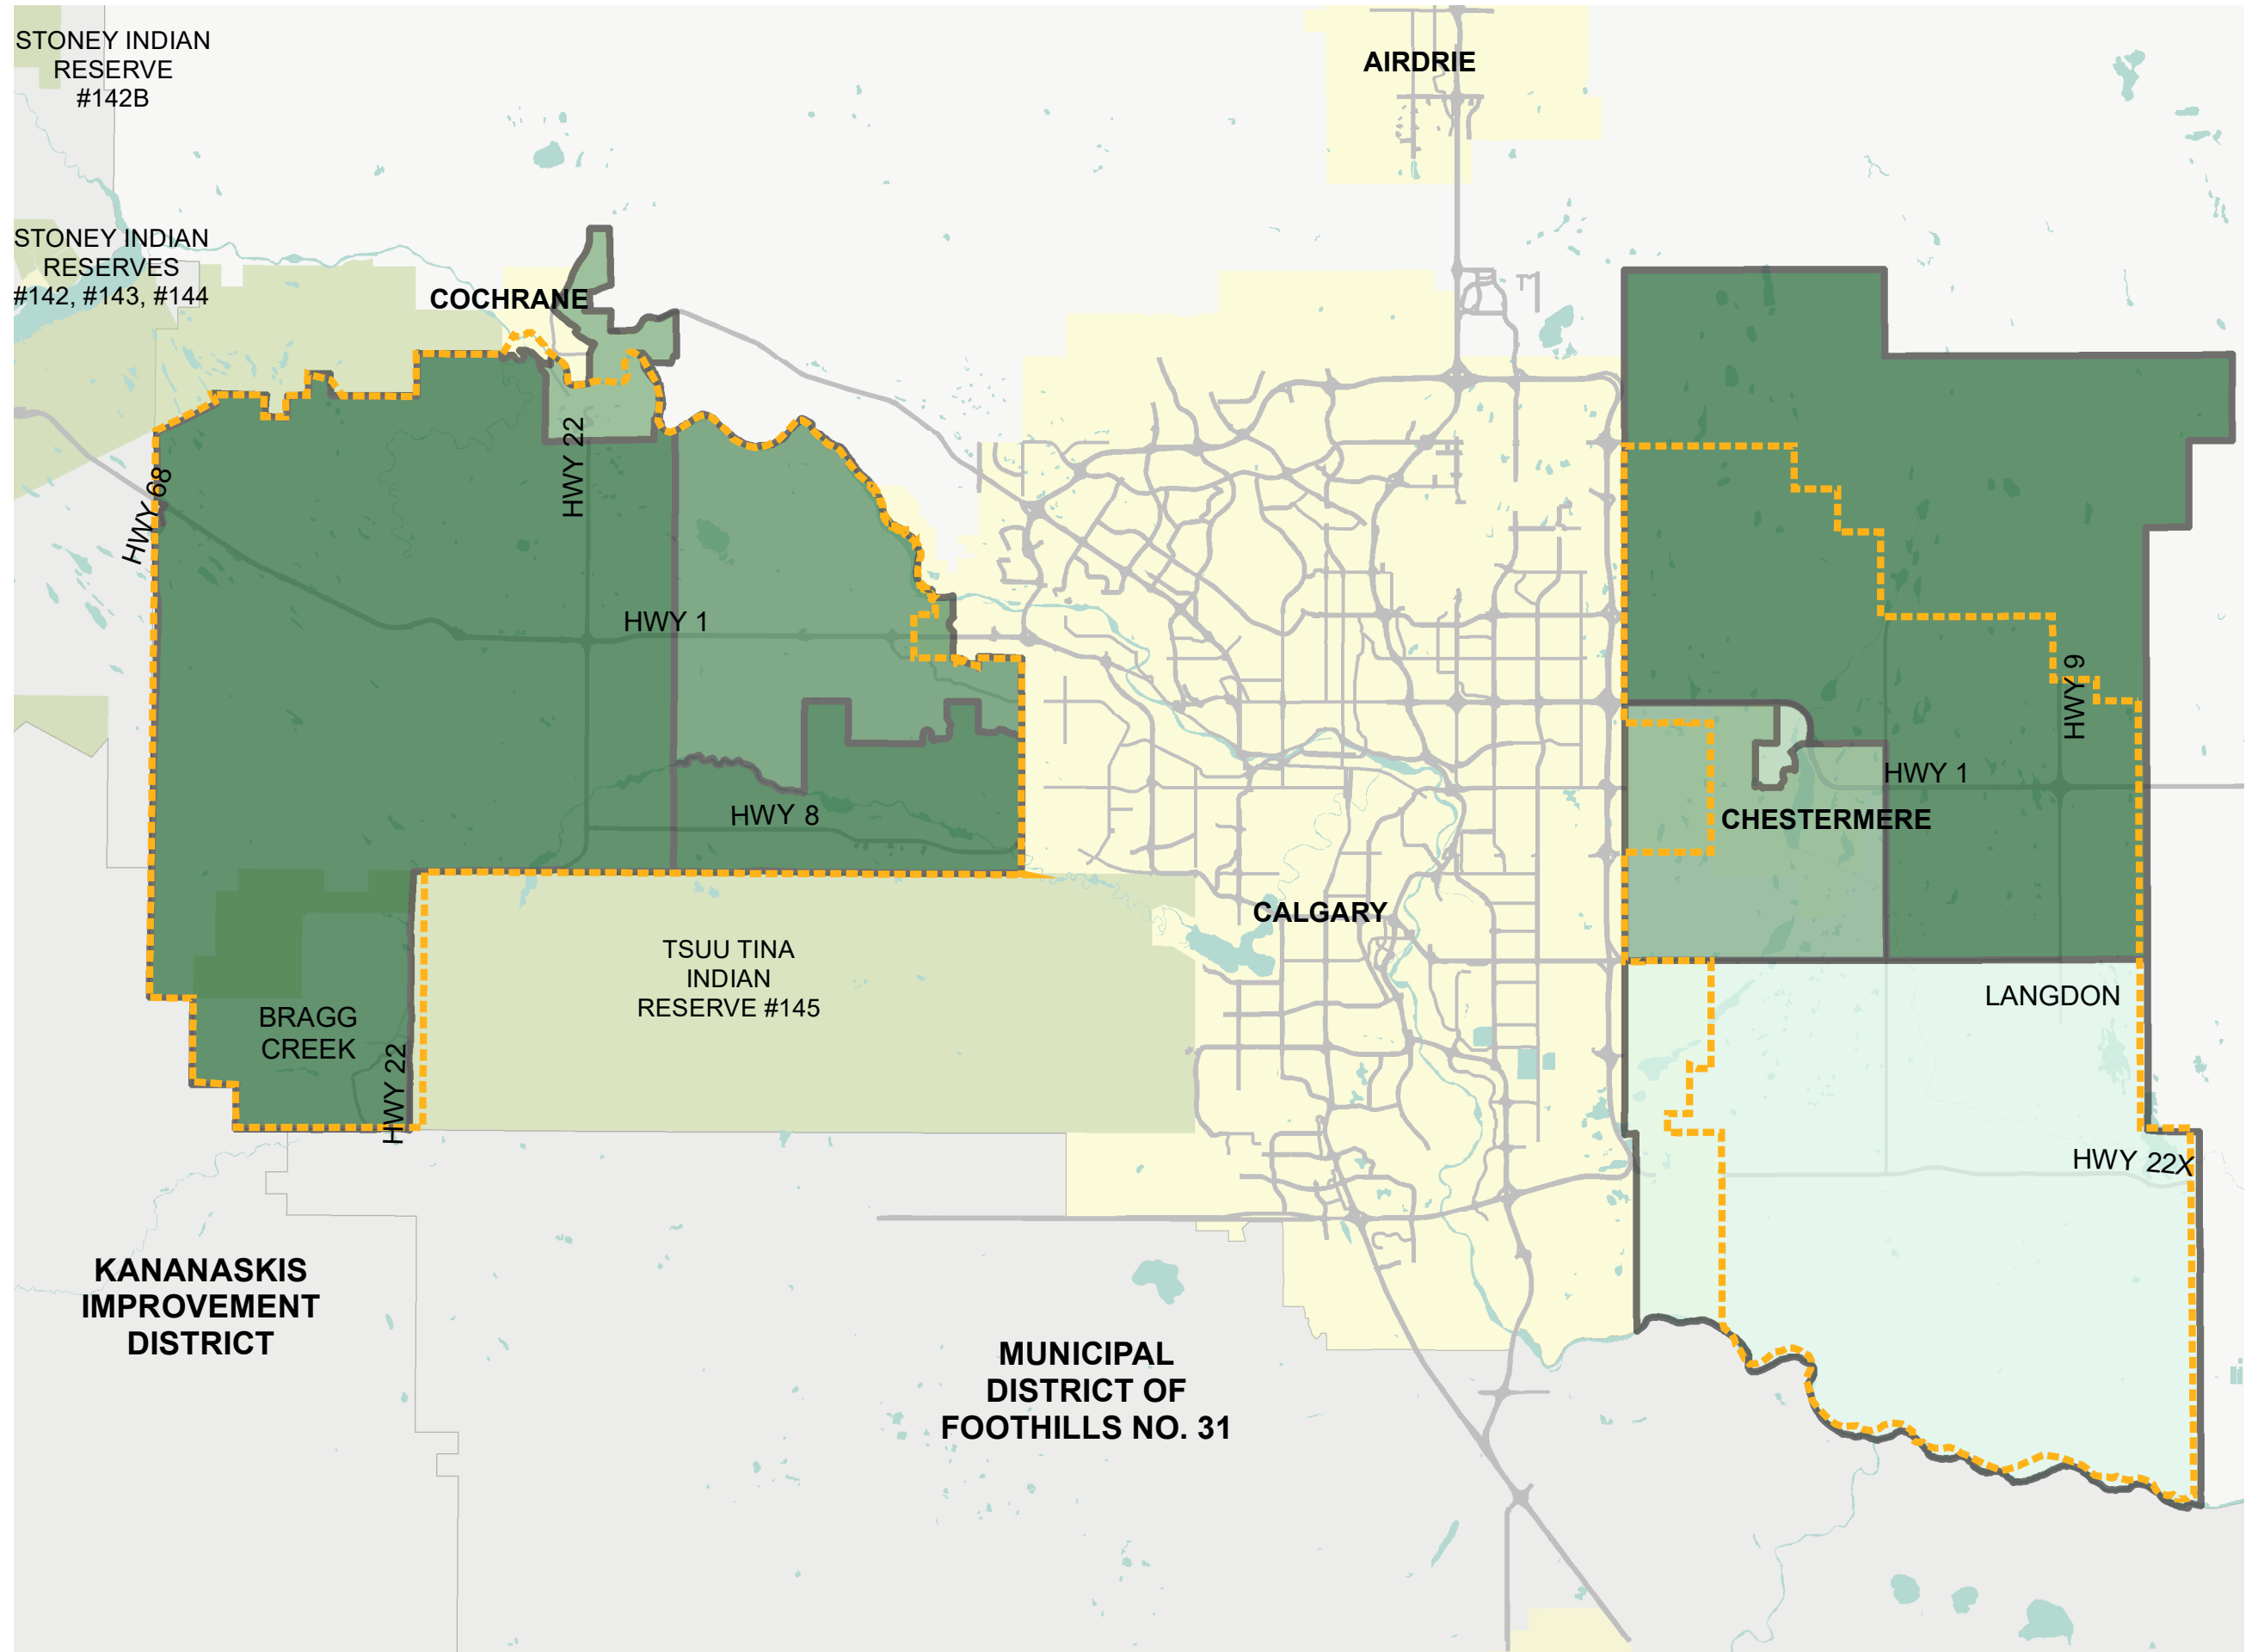 STONEY INDIAN
RESERVE
#142B
AIRDRIE
STONEY INDIAN
RESERVES
#142, #143, #144
COCHRANE
HWY 22
HWY 68
HWY 1
HWY 9
HWY 1
HWY 8
CHESTERMERE
CALGARY
TSUU TINA
INDIAN
RESERVE #145
LANGDON
BRAGG
CREEK
HWY 22
HWY 22X
KANANASKIS
IMPROVEMENT
DISTRICT
MUNICIPAL
DISTRICT OF
FOOTHILLS NO. 31